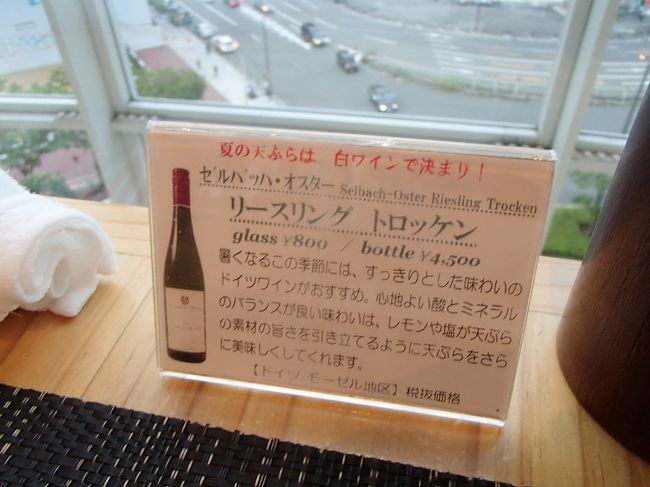 夏の天ぷらは 白ワインで決まり！
ゼルバッハ・オスター Selbach-Oster Riesling Trocken
リースリング トロッケン
glass ¥800 / bottle ¥4,500
暑くなるこの季節には、すっきりとした味わいの
ドイツワインがおすすめ。心地よい酸とミネラル
のバランスが良い味わいは、レモンや塩が天ぷら
の素材の旨さを引き立てるように天ぷらをさら
に美味しくしてくれます。
【ドイツ モーゼル地区】税抜価格